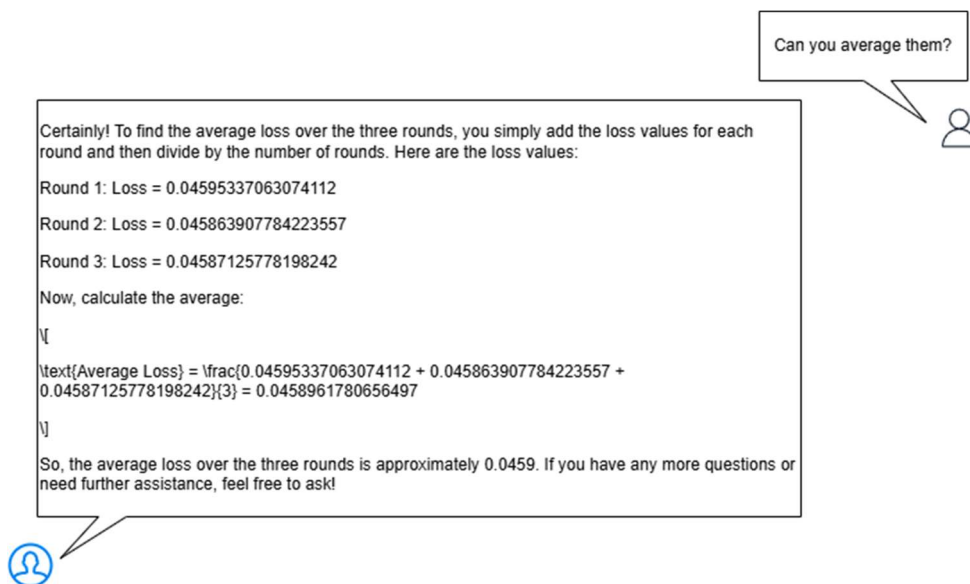 Can you average them?
Certainly! To find the average loss over the three rounds, you simply add the loss values for each
round and then divide by the number of rounds. Here are the loss values:
Round 1: Loss = 0.04595337063074112
Round 2: Loss = 0.045863907784223557
Round 3: Loss = 0.04587125778198242
Now, calculate the average:
\[
\text{Average Loss} = \frac{0.04595337063074112 + 0.045863907784223557 +
0.04587125778198242}{3} = 0.0458961780656497
\]
So, the average loss over the three rounds is approximately 0.0459. If you have any more questions or
need further assistance, feel free to ask!